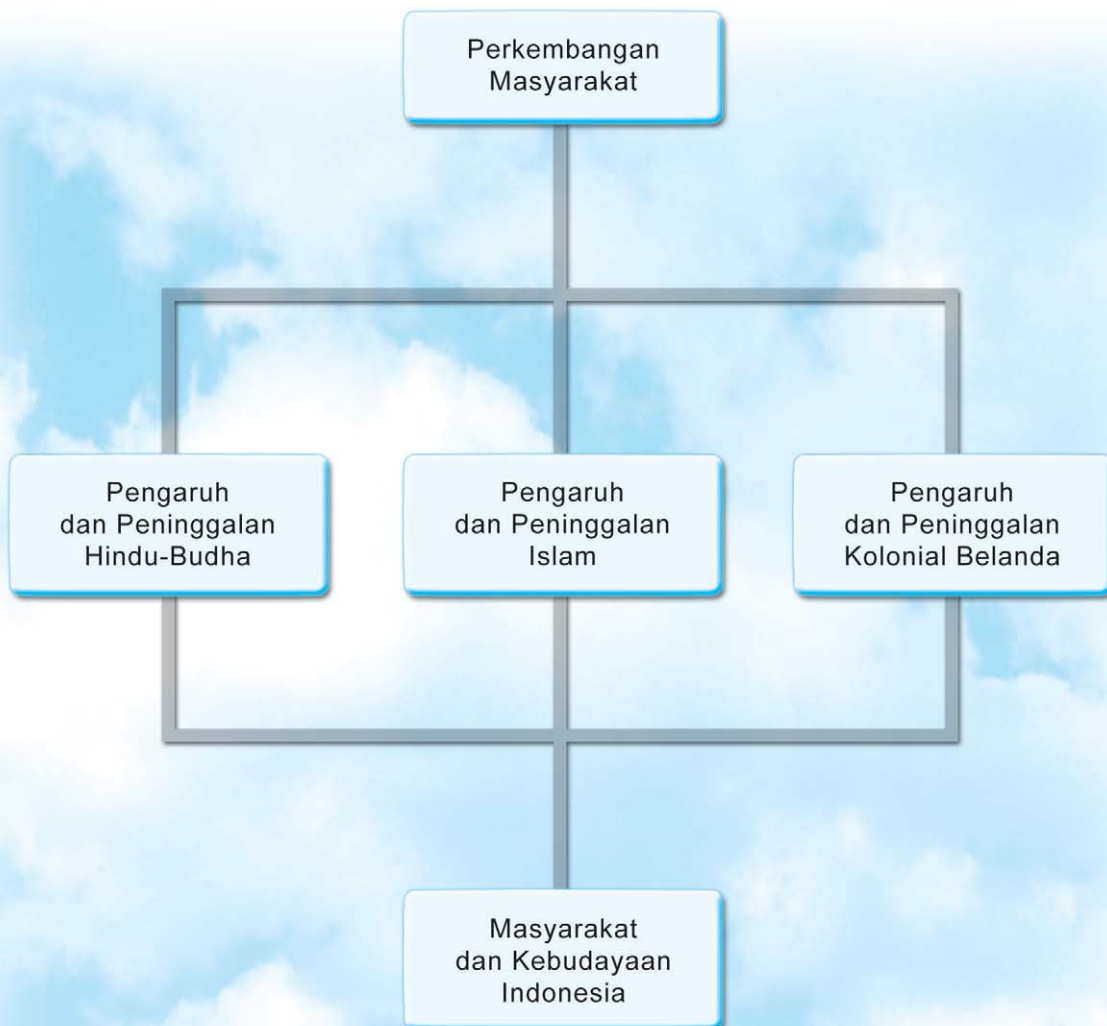 Perkembangan
Masyarakat
Pengaruh
dan Peninggalan
Hindu-Budha
Pengaruh
dan Peninggalan
Islam
Pengaruh
dan Peninggalan
Kolonial Belanda
Masyarakat
dan Kebudayaan
Indonesia